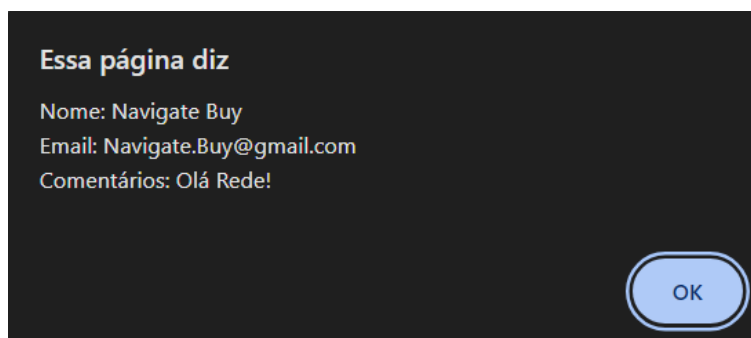 Essa página diz
Nome: Navigate Buy
Email: Navigate.Buy@gmail.com
Comentários: Olá Rede!
OK